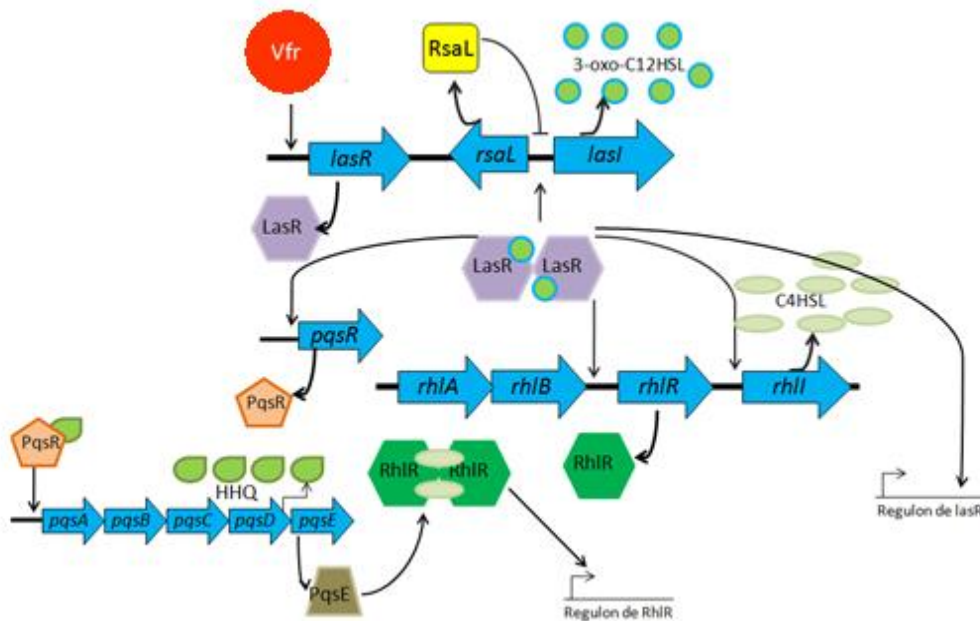 Vfr
RsaL
3-oxo-C12HSL
lasR
rsaL
lasI
LasR
LasR
LasR
C4HSL
pqsR
rhlA
rhlB
rhlR
rhlI
PqsR
PqsR
RhlR
RhlR
RhlR
HHQ
pqsA
pqsB
pqsC
pqsD
pqsE
Regulon de lasR
PqsE
Regulon de RhlR